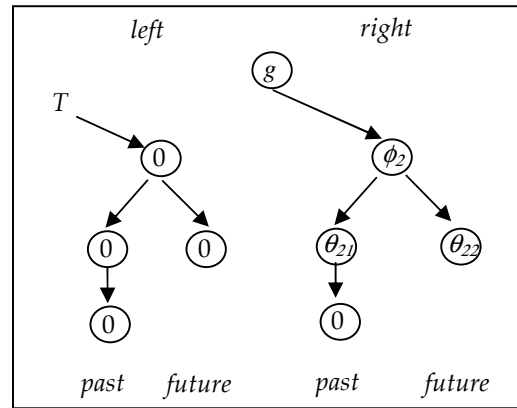 left right
g
T
0 ϕ₂
0 0 θ₂₁ θ₂₂
0 0
past future past future